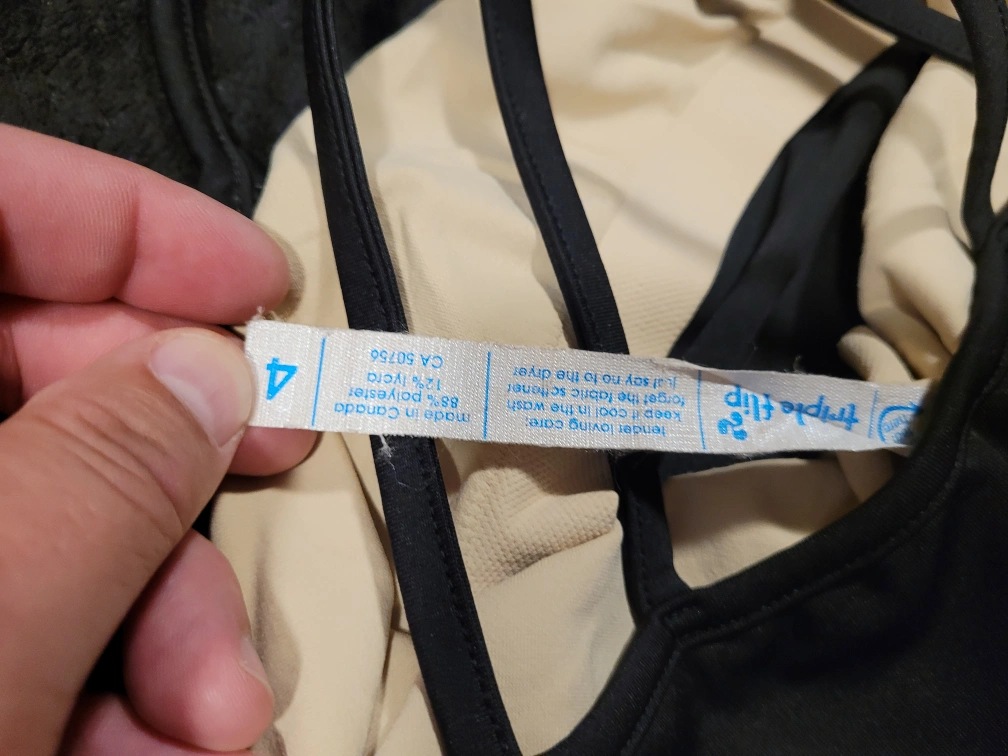 triple flip
tender loving care:
keep it cool in the wash
forget the fabric softener
just say no to the dryer
made in Canada
88% polyester
12% lycra
CA 50756
4